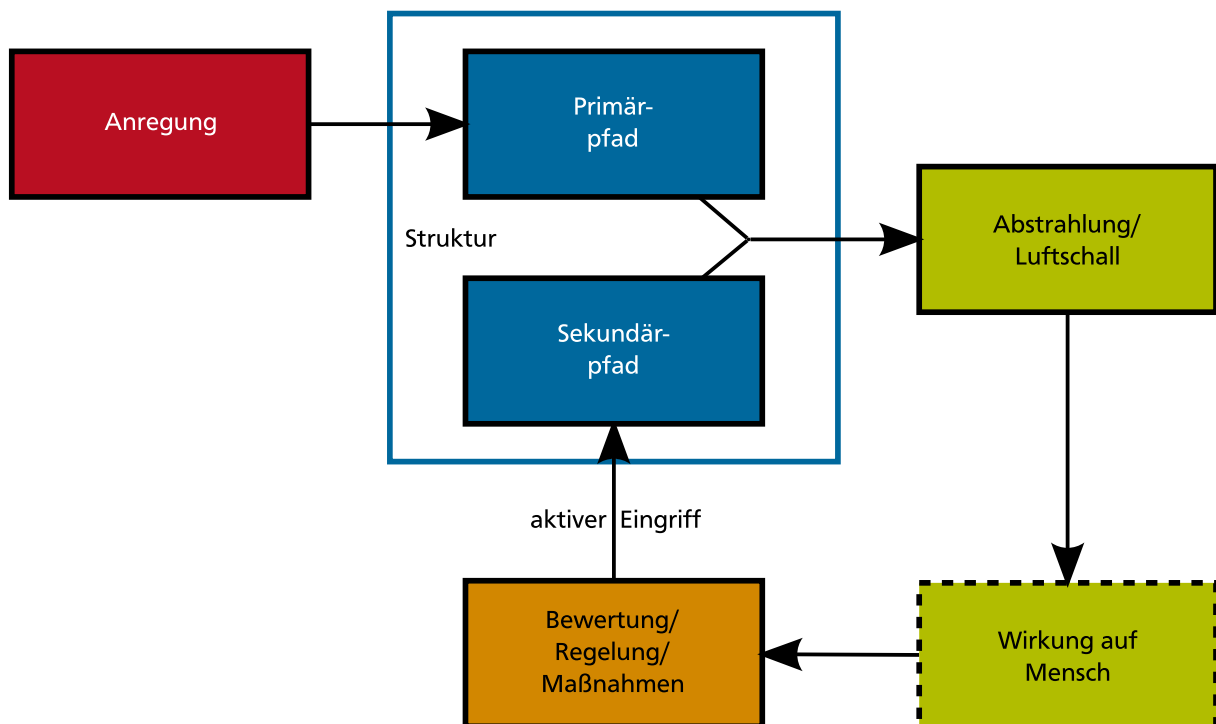 Anregung
Primär-
pfad
Struktur
Sekundär-
pfad
Abstrahlung/
Luftschall
aktiver Eingriff
Bewertung/
Regelung/
Maßnahmen
Wirkung auf
Mensch